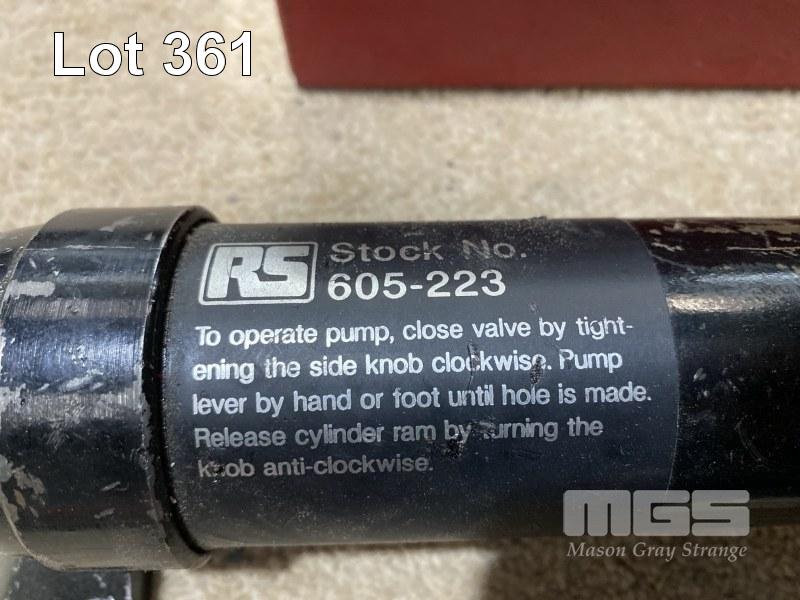 Lot 361
RS Stock No.
605-223
To operate pump, close valve by tight-
ening the side knob clockwise. Pump
lever by hand or foot until hole is made.
Release cylinder ram by turning the
knob anti-clockwise.
MGS
Mason Gray Strange